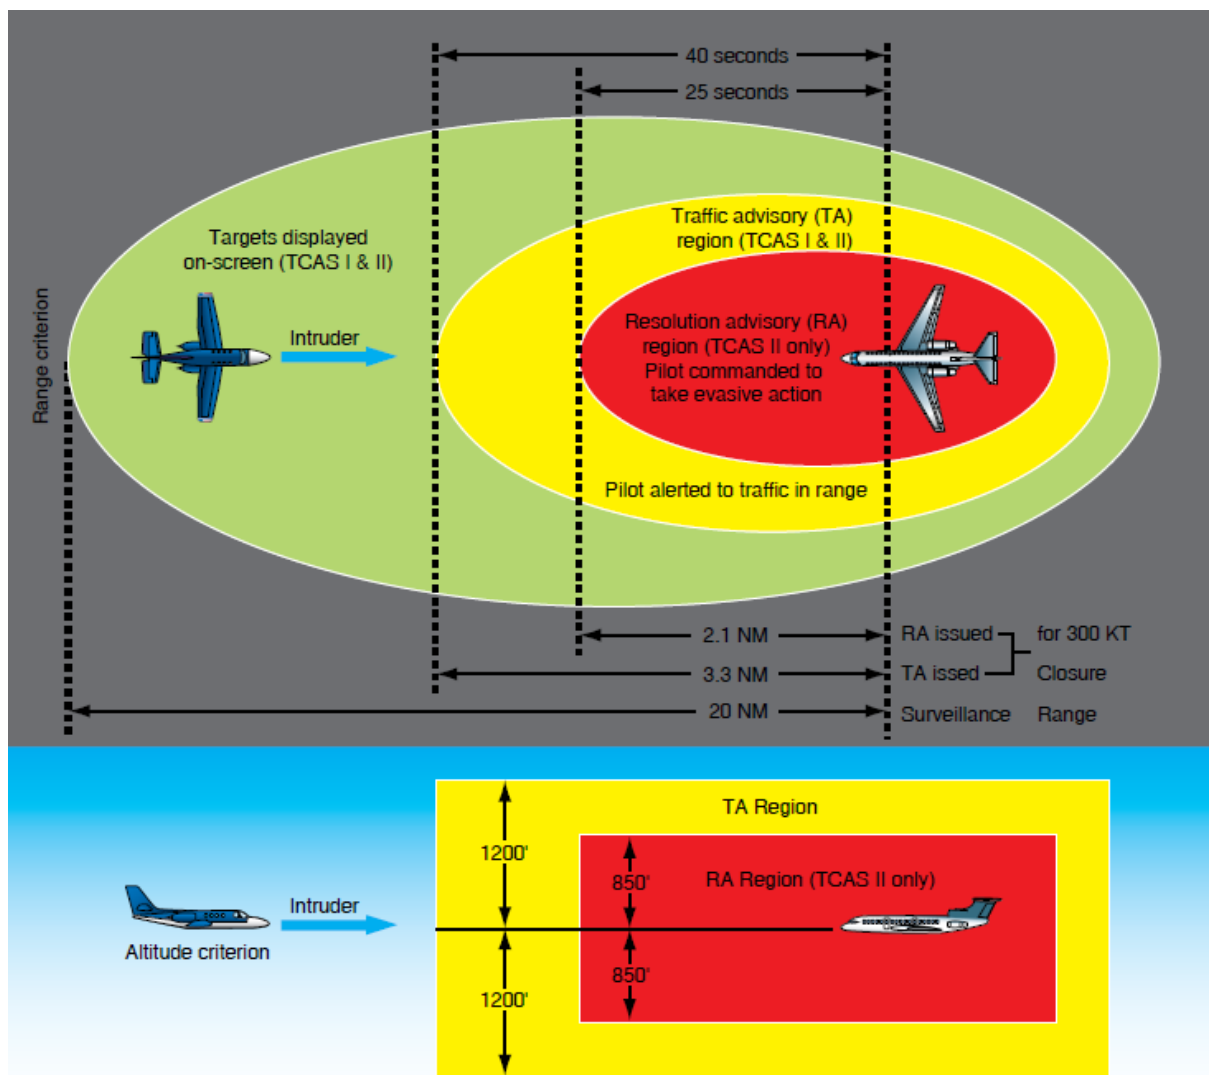 40 seconds
25 seconds
Traffic advisory (TA)
region (TCAS I & II)
Targets displayed
on-screen (TCAS I & II)
Range criterion
Intruder
Resolution advisory (RA)
region (TCAS II only)
Pilot commanded to
take evasive action
Pilot alerted to traffic in range
2.1 NM RA issued for 300 KT
3.3 NM TA issed Closure
20 NM Surveillance Range
TA Region
1200'
850'
RA Region (TCAS II only)
Intruder
Altitude criterion
850'
1200'